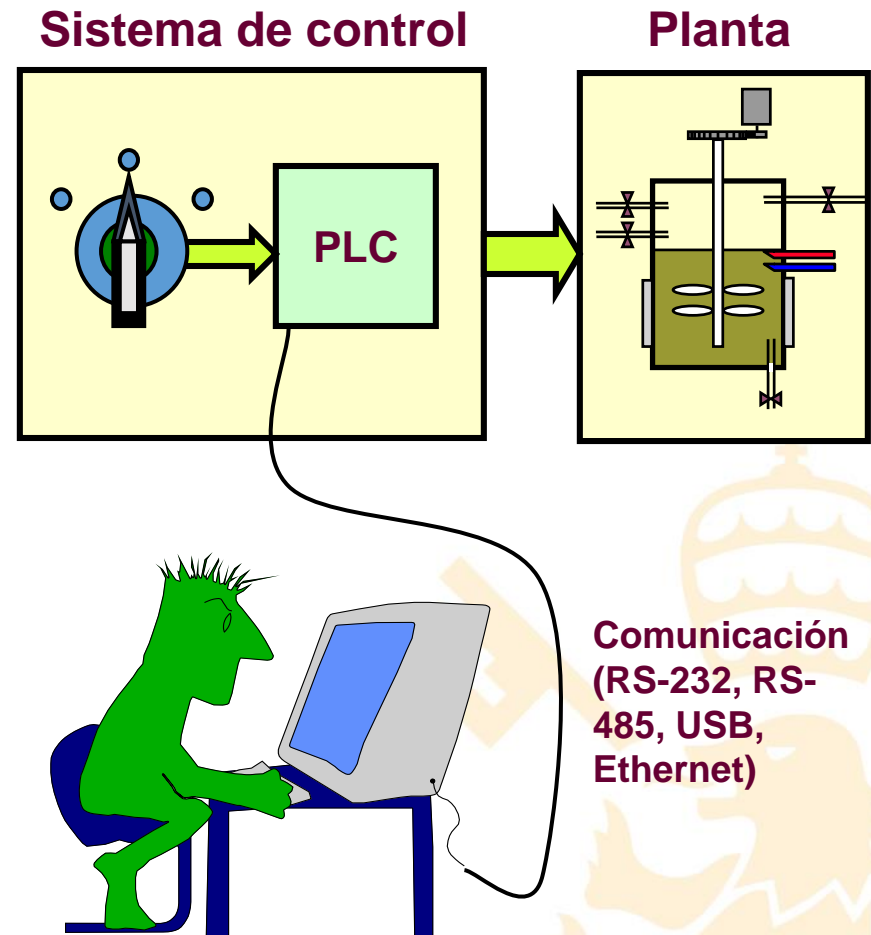 Sistema de control
Planta
PLC
Comunicación
(RS-232, RS-
485, USB,
Ethernet)